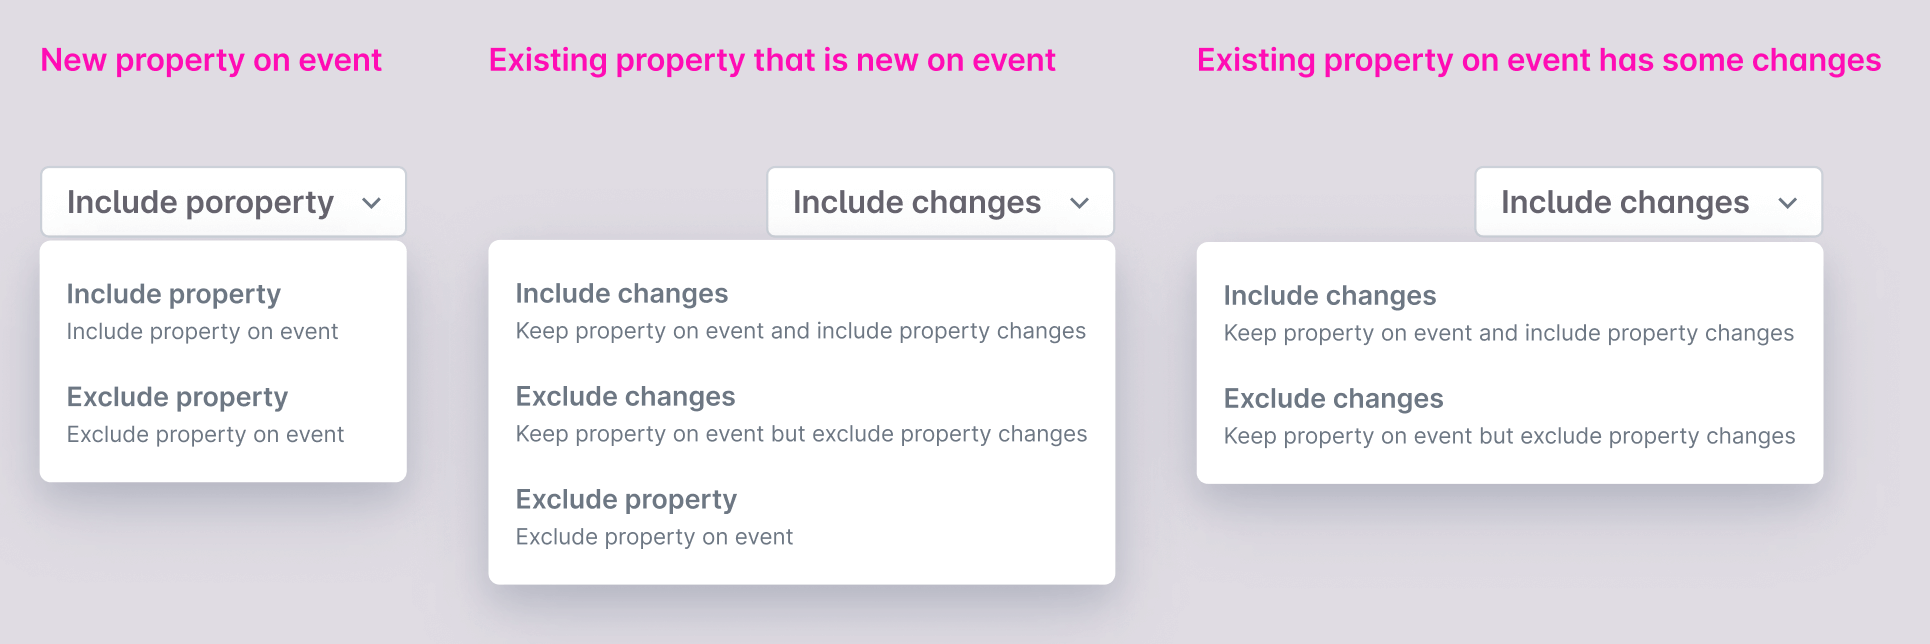 New property on event
Include poroperty
Include property
Include property on event
Exclude property
Exclude property on event
Existing property that is new on event
Include changes
Include changes
Keep property on event and include property changes
Exclude changes
Keep property on event but exclude property changes
Exclude property
Exclude property on event
Existing property on event has some changes
Include changes
Include changes
Keep property on event and include property changes
Exclude changes
Keep property on event but exclude property changes